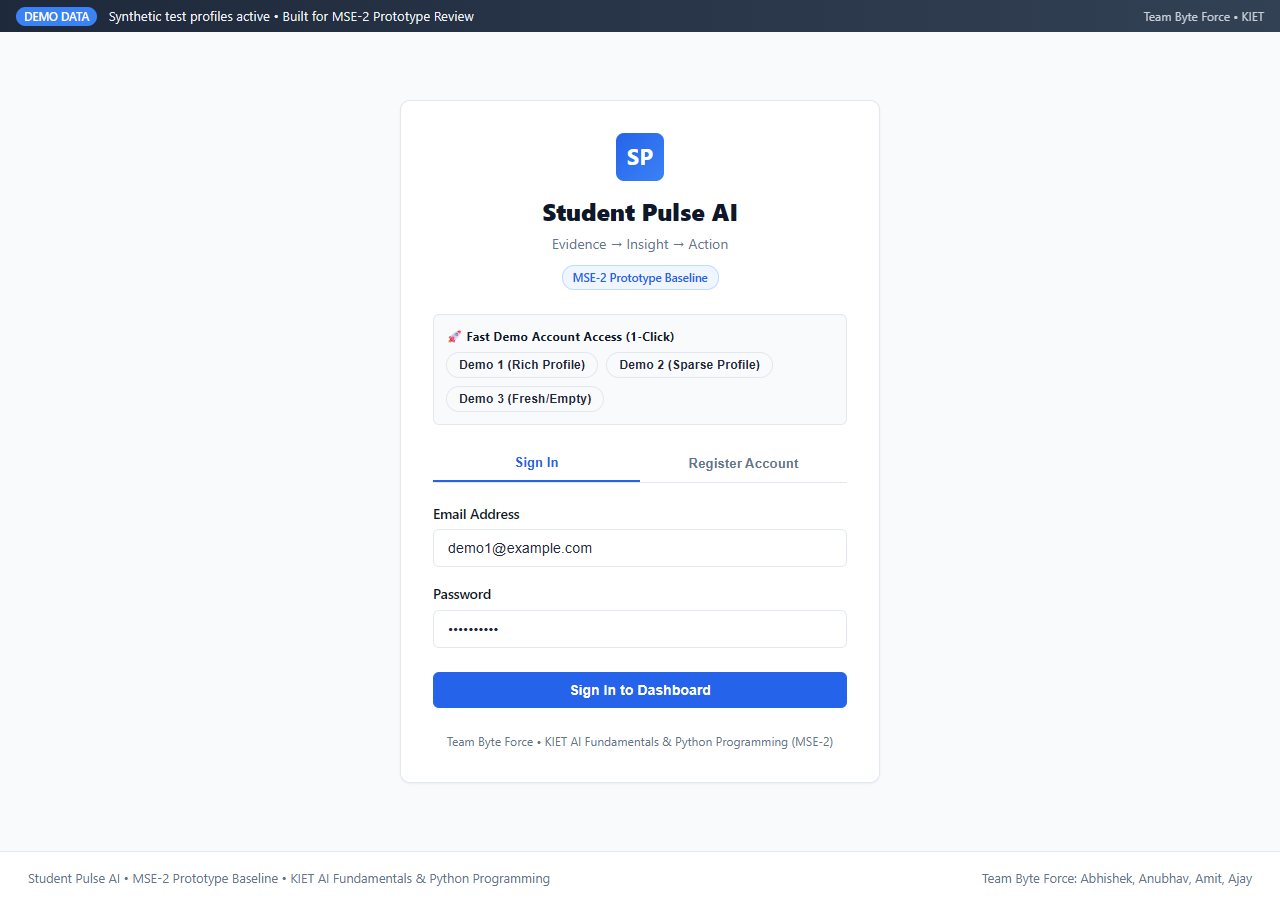 DEMO DATA Synthetic test profiles active • Built for MSE-2 Prototype Review Team Byte Force • KIET
SP
Student Pulse AI
Evidence → Insight → Action
MSE-2 Prototype Baseline
🚀 Fast Demo Account Access (1-Click)
Demo 1 (Rich Profile) Demo 2 (Sparse Profile)
Demo 3 (Fresh/Empty)
Sign In Register Account
Email Address
demo1@example.com
Password
••••••••••
Sign In to Dashboard
Team Byte Force • KIET AI Fundamentals & Python Programming (MSE-2)
Student Pulse AI • MSE-2 Prototype Baseline • KIET AI Fundamentals & Python Programming Team Byte Force: Abhishek, Anubhav, Amit, Ajay